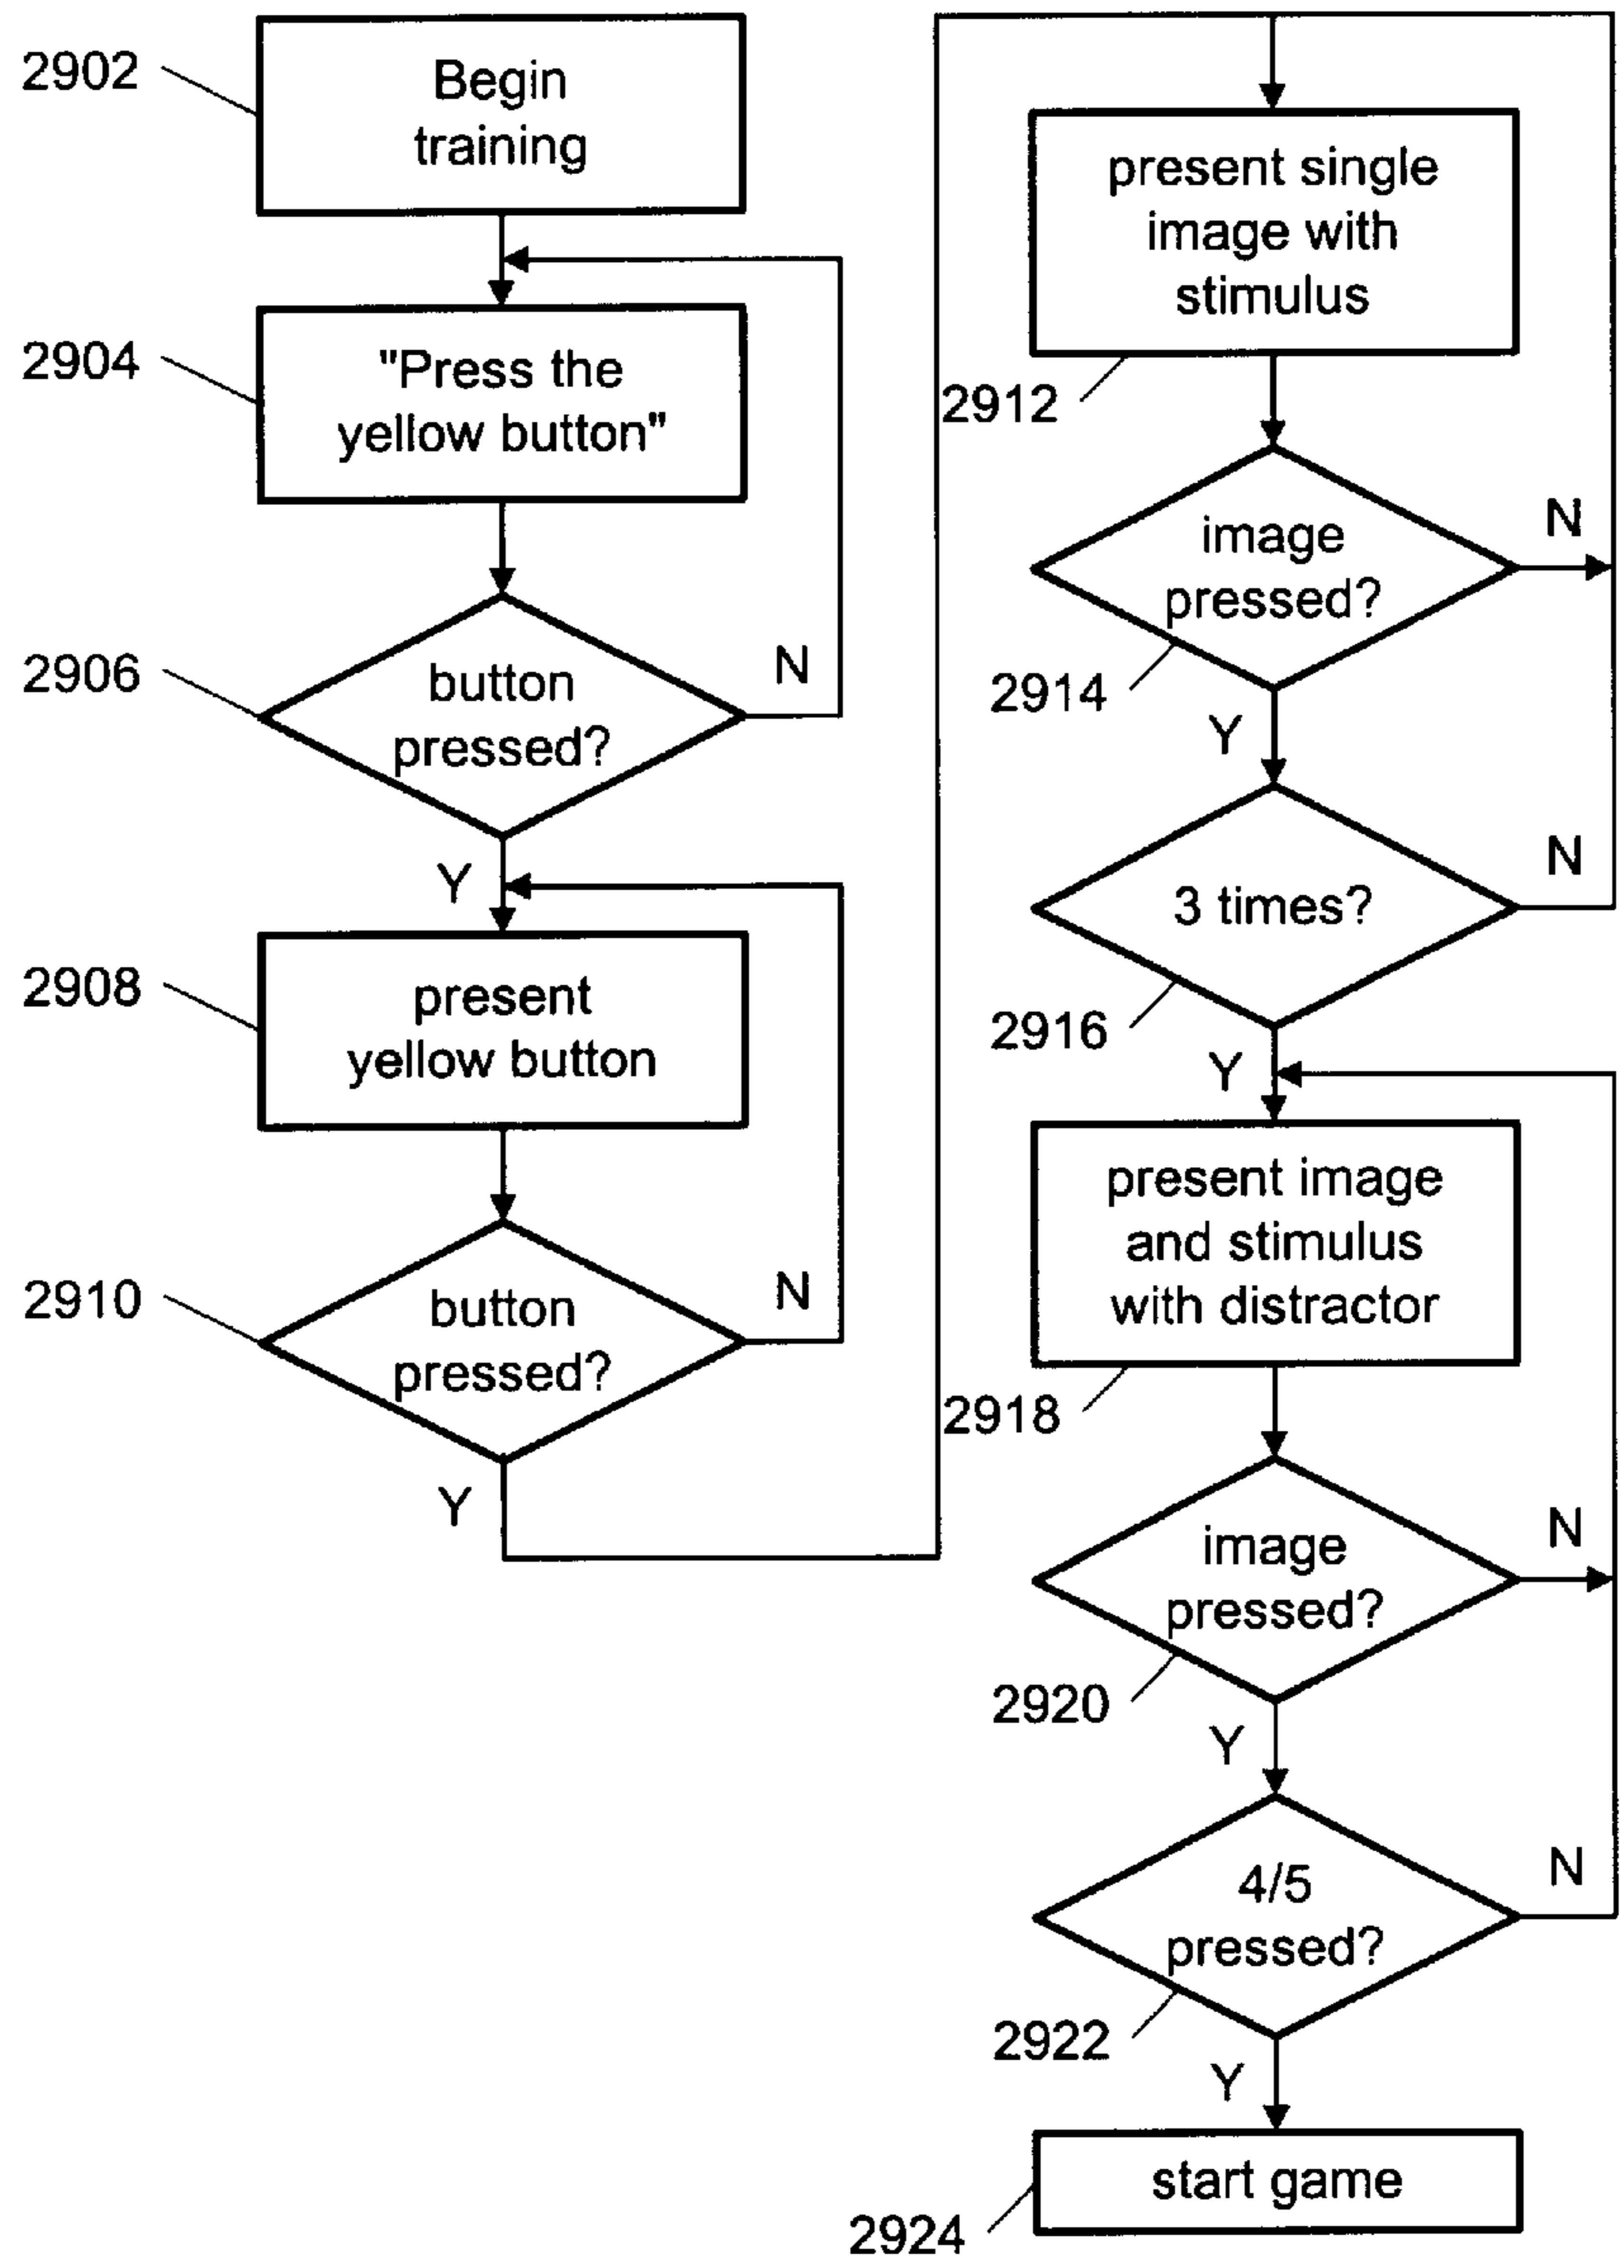 2902
Begin
training
2904
"Press the
yellow button"
2906
button
pressed?
N
Y
2908
present
yellow button
2910
button
pressed?
N
Y
present single
image with
stimulus
2912
image
pressed?
N
2914
Y
3 times?
N
2916
Y
present image
and stimulus
with distractor
2918
image
pressed?
N
2920
Y
4/5
pressed?
N
2922
Y
start game
2924